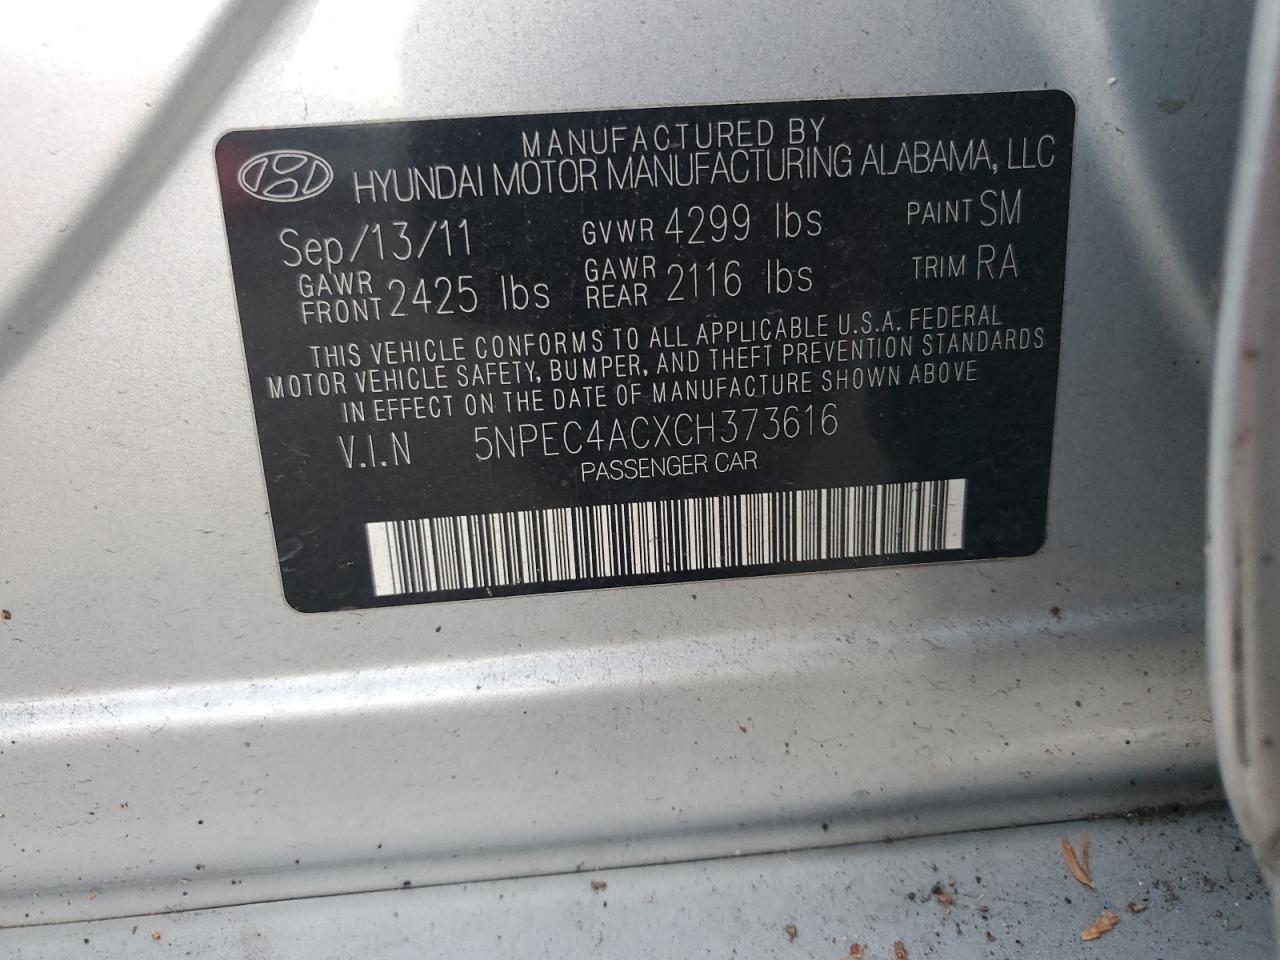 MANUFACTURED BY
HYUNDAI MOTOR MANUFACTURING ALABAMA, LLC
Sep/13/11 GVWR 4299 lbs PAINT SM
GAWR FRONT 2425 lbs GAWR REAR 2116 lbs TRIM RA
THIS VEHICLE CONFORMS TO ALL APPLICABLE U.S.A. FEDERAL
MOTOR VEHICLE SAFETY, BUMPER, AND THEFT PREVENTION STANDARDS
IN EFFECT ON THE DATE OF MANUFACTURE SHOWN ABOVE
V.I.N 5NPEC4ACXCH373616
PASSENGER CAR